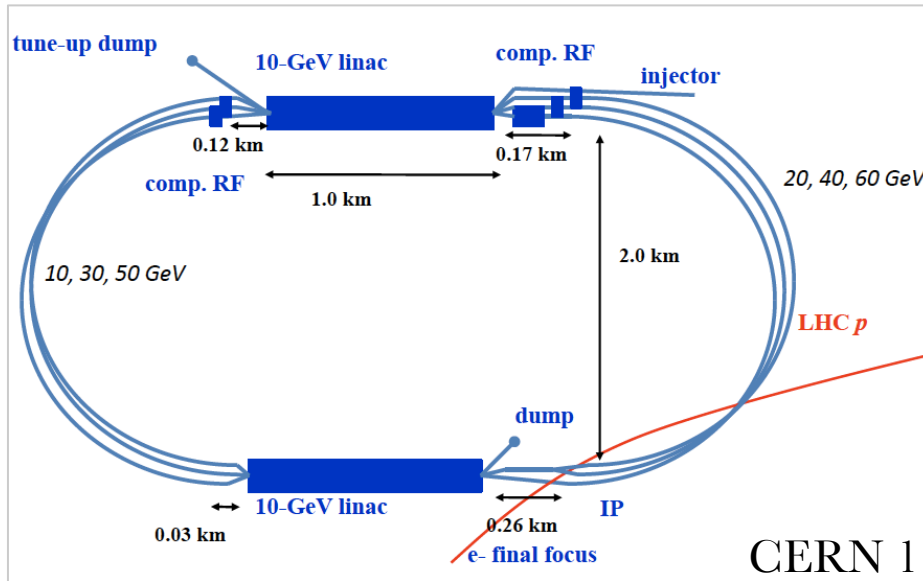 tune-up dump
10-GeV linac
comp. RF
injector
0.12 km
0.17 km
comp. RF
1.0 km
20, 40, 60 GeV
2.0 km
10, 30, 50 GeV
LHC p
dump
10-GeV linac
IP
0.03 km
0.26 km
e- final focus
CERN 1